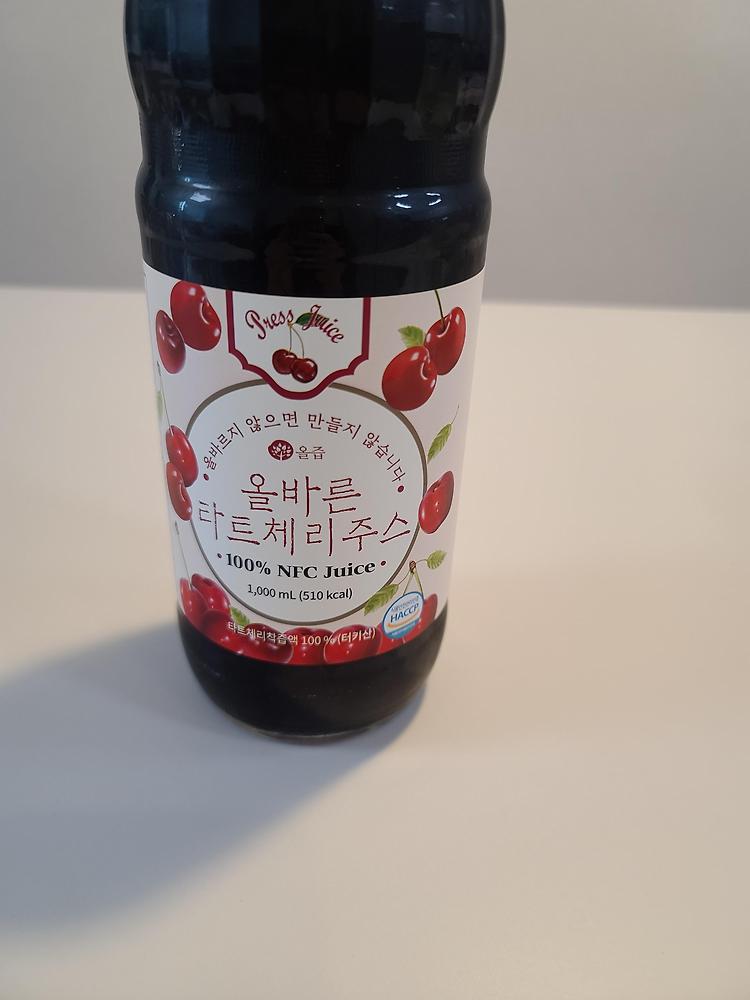 Press Juice
올바르지 않으면 만들지 않습니다
올즙
올바른
타트체리주스
100% NFC Juice
1,000 mL (510 kcal)
타트체리착즙액 100 % (터키산)
HACCP